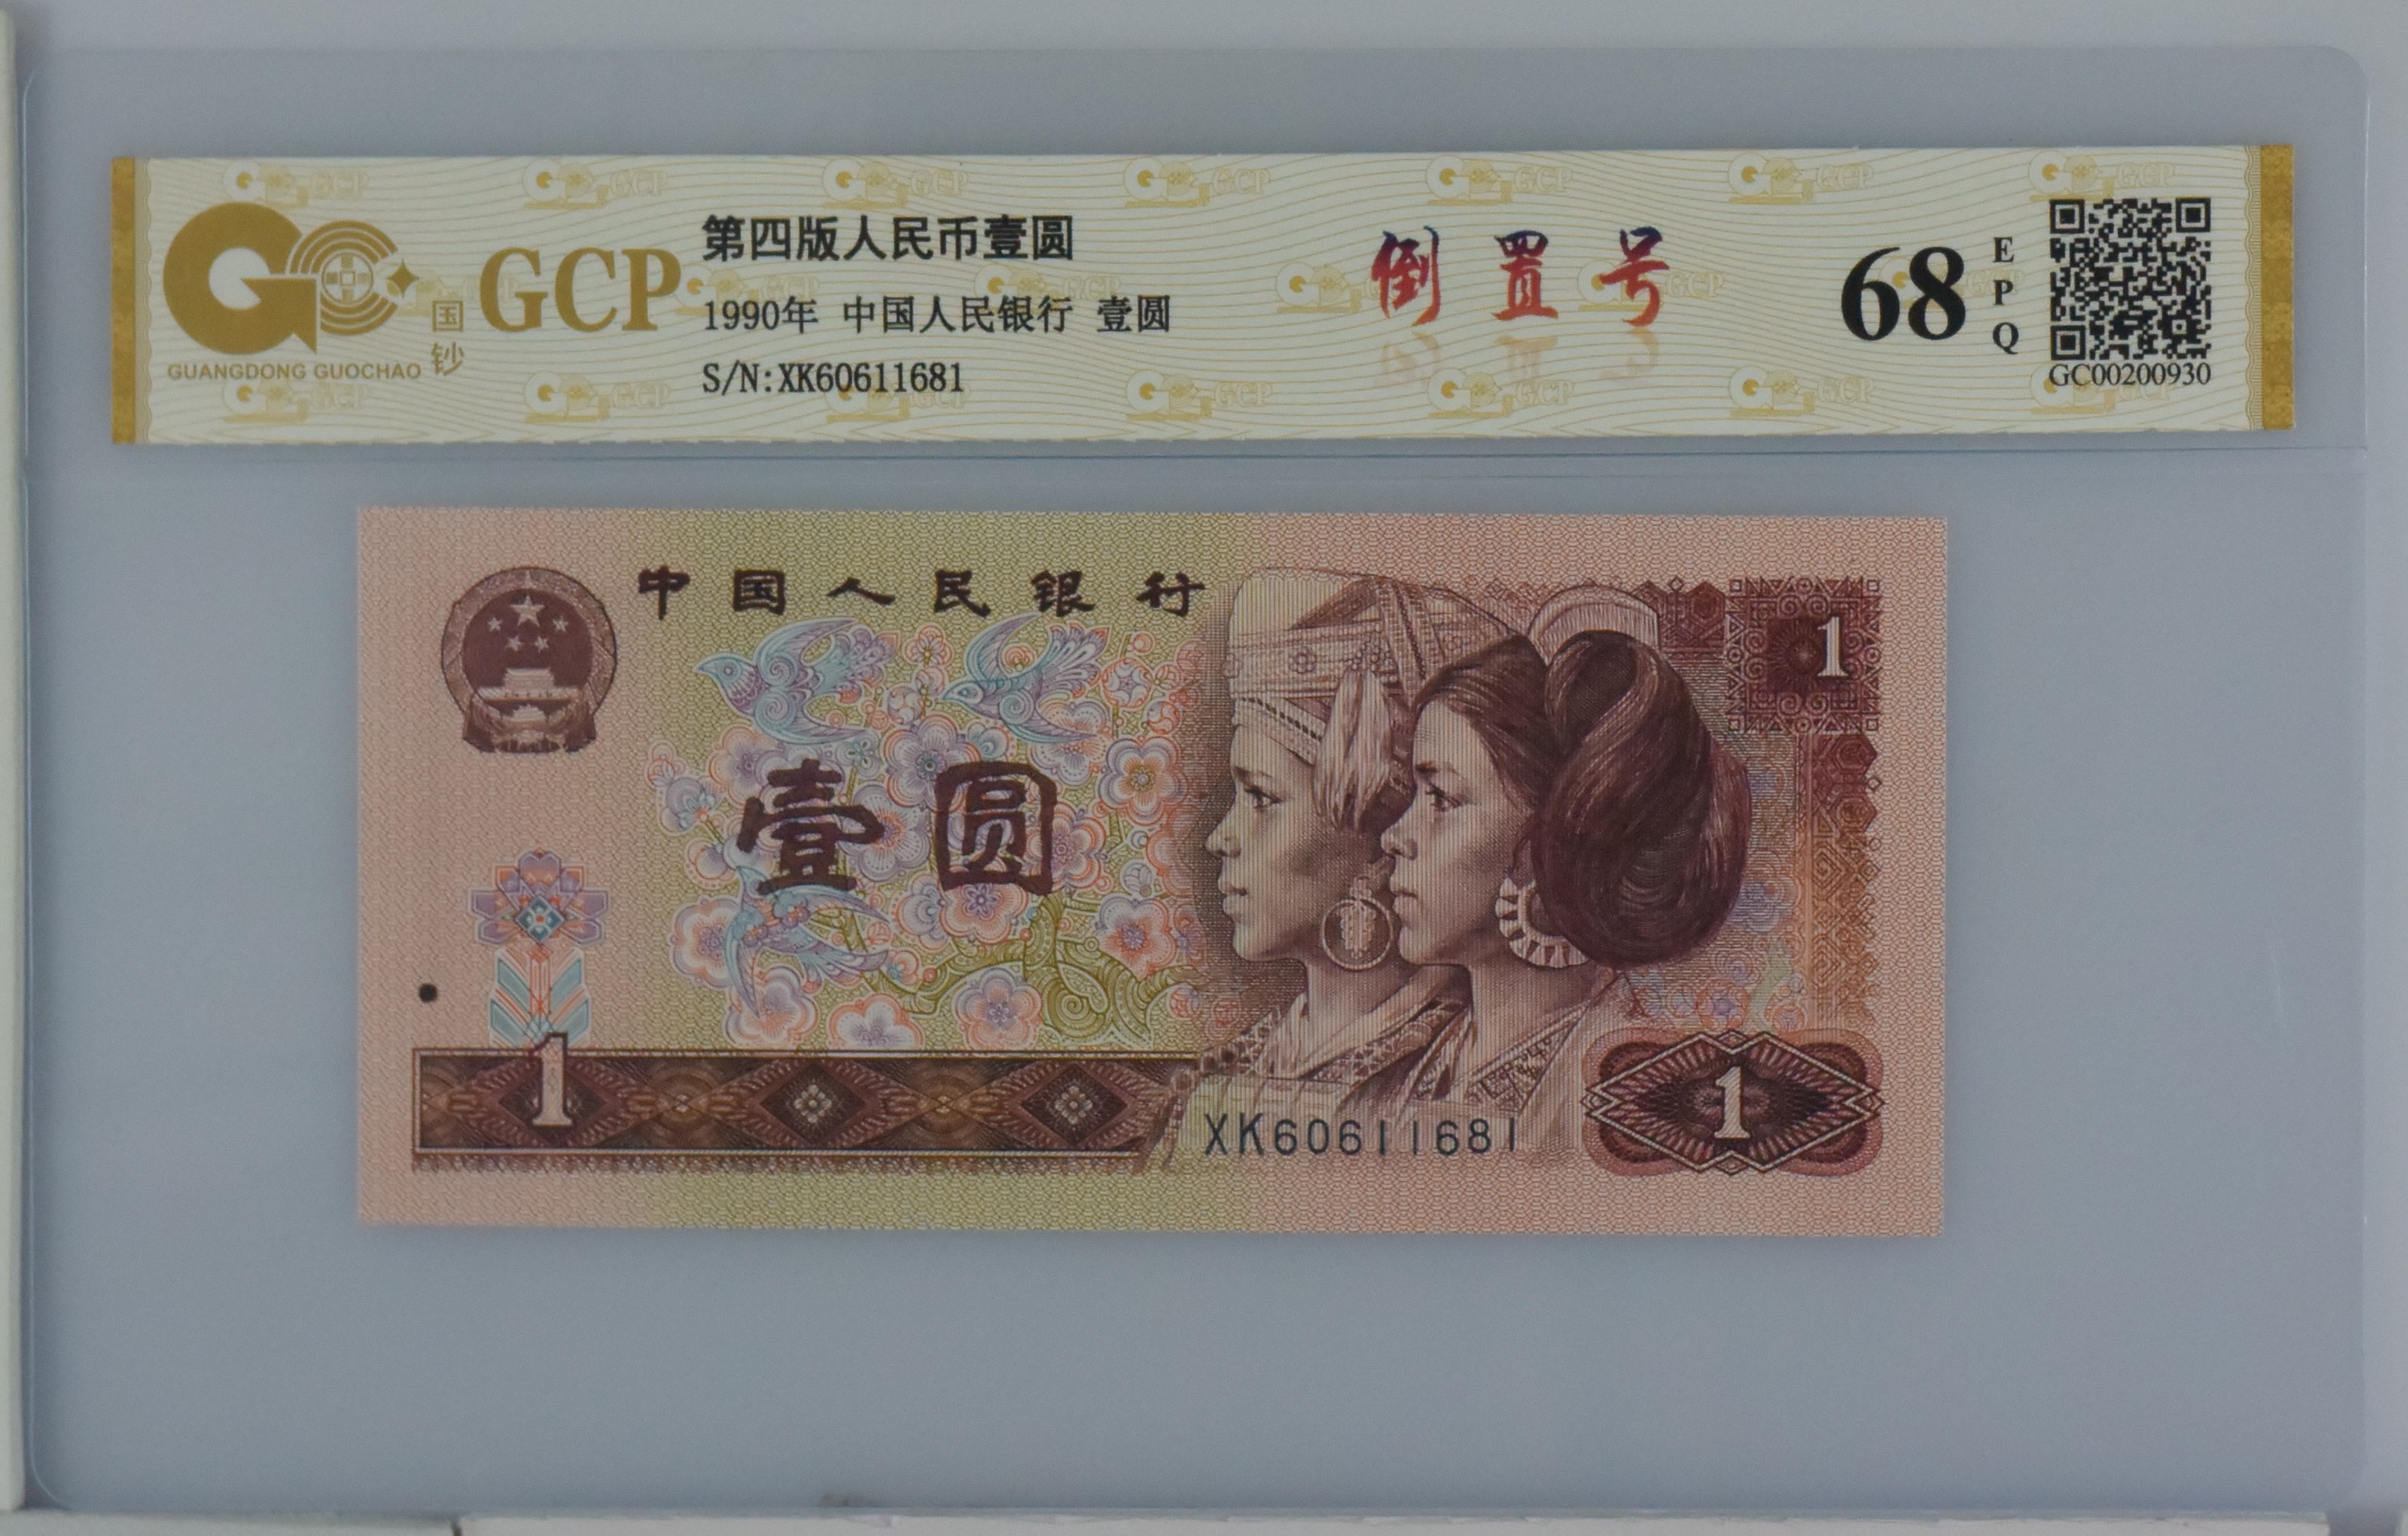 GCP
GUANGDONG GUOCHAO
国钞
第四版人民币壹圆
1990年 中国人民银行 壹圆
S/N:XK60611681
倒置号
68
EPQ
GC00200930
中国人民银行
1
壹圆
1
1
XK60611681